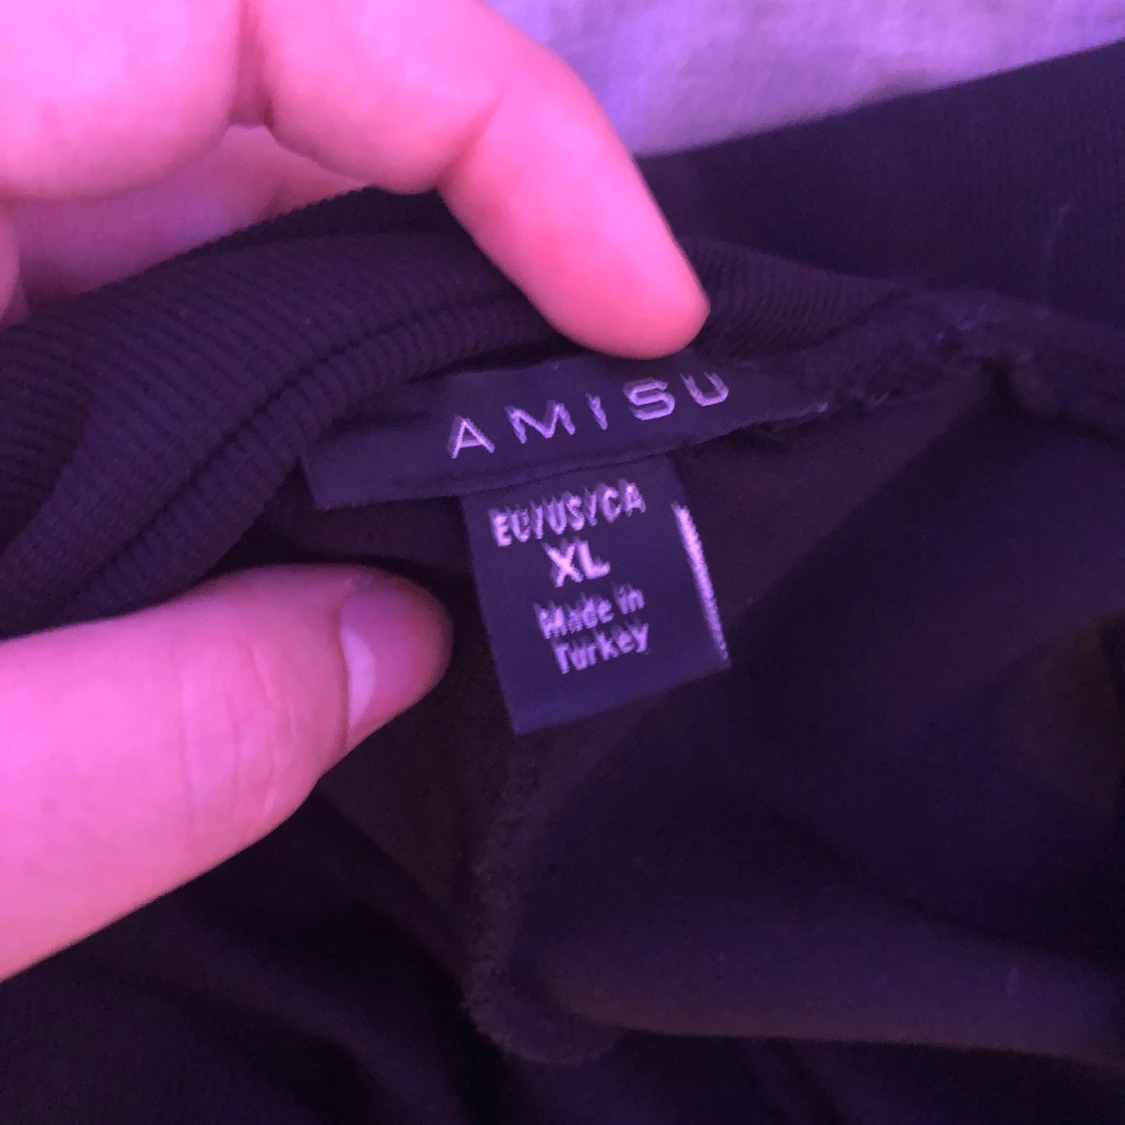 AMISU
EU/US/CA
XL
Made in
Turkey